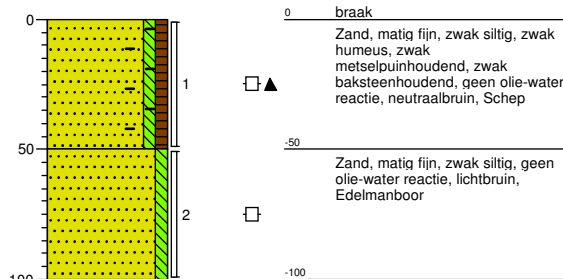 0
0
braak
Zand, matig fijn, zwak siltig, zwak
humeus, zwak
metselpuinhoudend, zwak
baksteenhoudend, geen olie-water
reactie, neutraalbruin, Schep
1
50
-50
Zand, matig fijn, zwak siltig, geen
olie-water reactie, lichtbruin,
Edelmanboor
2
100
-100